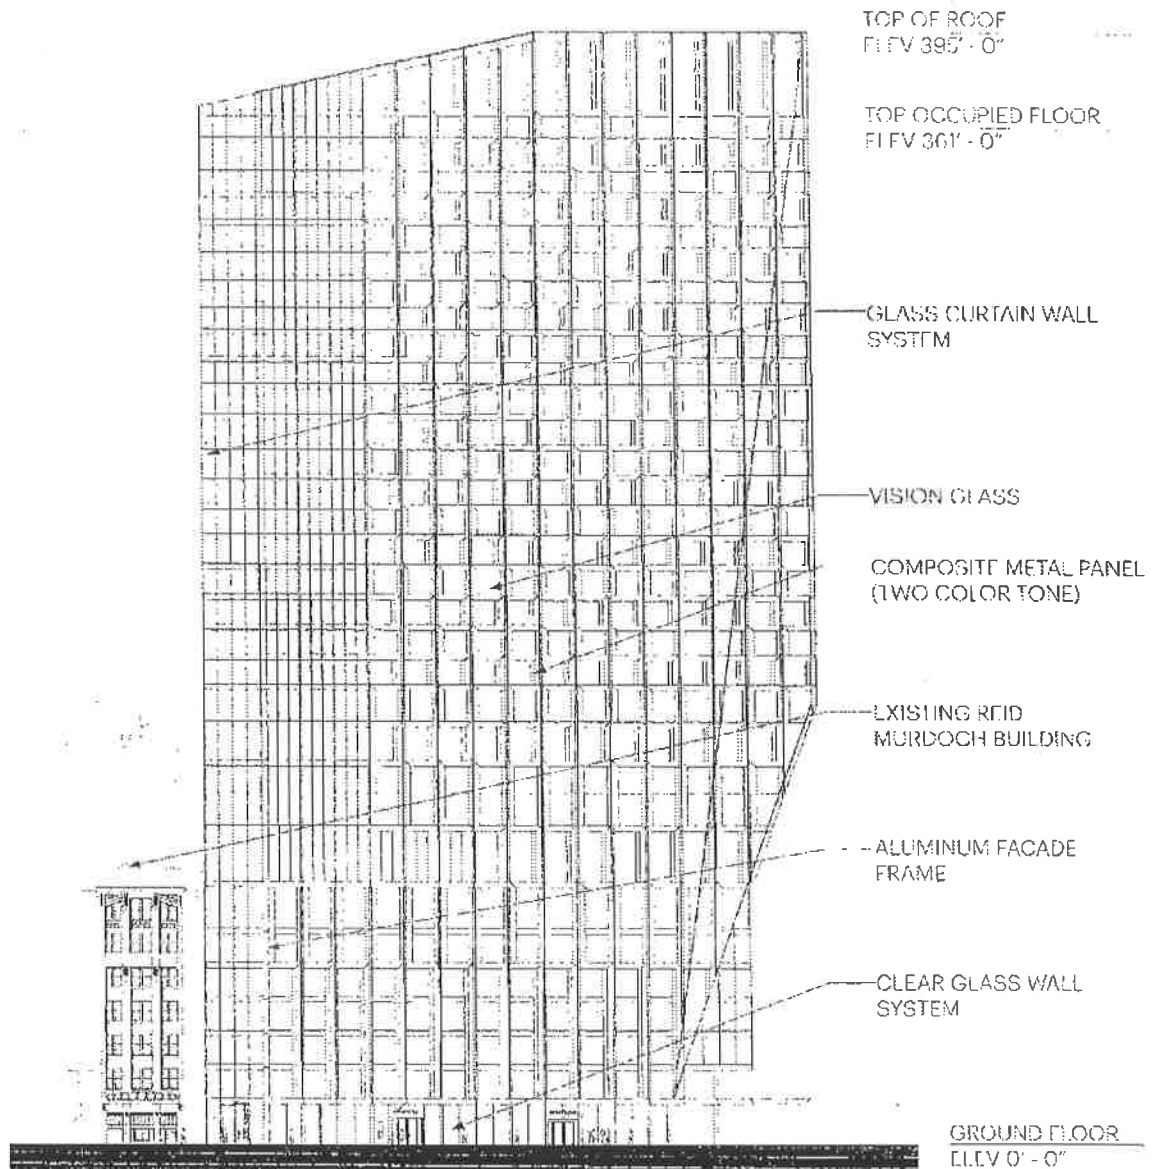 TOP OF ROOF
ELEV 395' - 0"
TOP OCCUPIED FLOOR
ELEV 361' - 0"
GLASS CURTAIN WALL
SYSTEM
VISION GLASS
COMPOSITE METAL PANEL
(TWO COLOR TONE)
EXISTING REID
MURDOCH BUILDING
ALUMINUM FACADE
FRAME
CLEAR GLASS WALL
SYSTEM
GROUND FLOOR
ELEV 0' - 0"